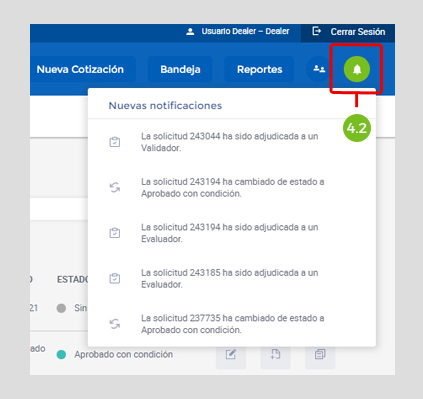 Usuario Dealer – Dealer
Cerrar Sesión
Nueva Cotización
Bandeja
Reportes
Nuevas notificaciones
4.2
La solicitud 243044 ha sido adjudicada a un
Validador.
La solicitud 243194 ha cambiado de estado a
Aprobado con condición.
La solicitud 243194 ha sido adjudicada a un
Evaluador.
La solicitud 243185 ha sido adjudicada a un
Evaluador.
La solicitud 237735 ha cambiado de estado a
Aprobado con condición.
ESTADO
21
Sin
ado
Aprobado con condición